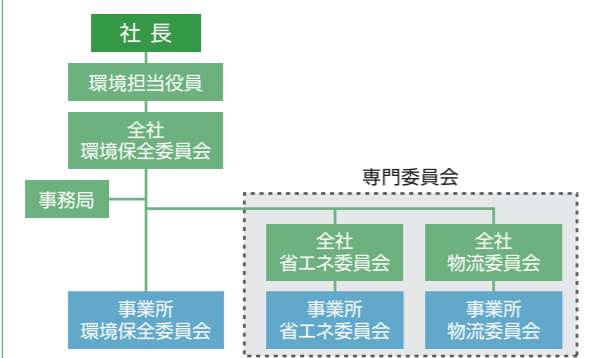 社 長
環境担当役員
全社
環境保全委員会
事務局
専門委員会
全社
省エネ委員会
全社
物流委員会
事業所
環境保全委員会
事業所
省エネ委員会
事業所
物流委員会